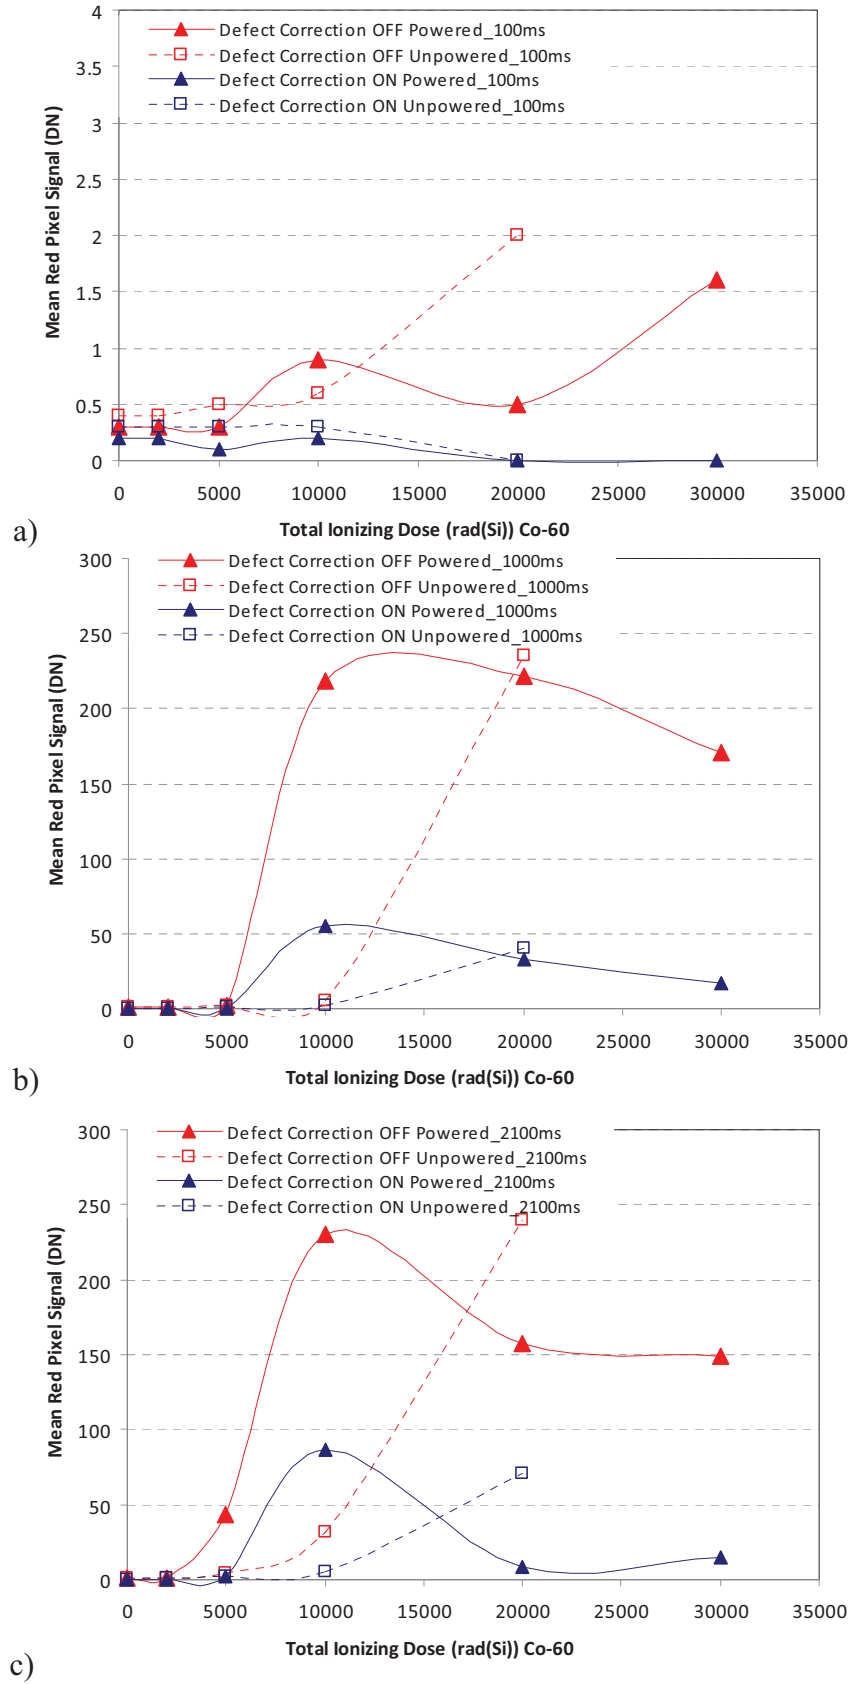 4
Defect Correction OFF Powered_100ms
3.5
Defect Correction OFF Unpowered_100ms
Defect Correction ON Powered_100ms
3
Defect Correction ON Unpowered_100ms
2.5
2
1.5
1
0.5
0
Mean Red Pixel Signal (DN)
0 5000 10000 15000 20000 25000 30000 35000
Total Ionizing Dose (rad(Si)) Co-60
a)
300
Defect Correction OFF Powered_1000ms
Defect Correction OFF Unpowered_1000ms
Defect Correction ON Powered_1000ms
250
Defect Correction ON Unpowered_1000ms
200
150
100
50
0
Mean Red Pixel Signal (DN)
0 5000 10000 15000 20000 25000 30000 35000
Total Ionizing Dose (rad(Si)) Co-60
b)
300
Defect Correction OFF Powered_2100ms
Defect Correction OFF Unpowered_2100ms
Defect Correction ON Powered_2100ms
250
Defect Correction ON Unpowered_2100ms
200
150
100
50
0
Mean Red Pixel Signal (DN)
0 5000 10000 15000 20000 25000 30000 35000
Total Ionizing Dose (rad(Si)) Co-60
c)